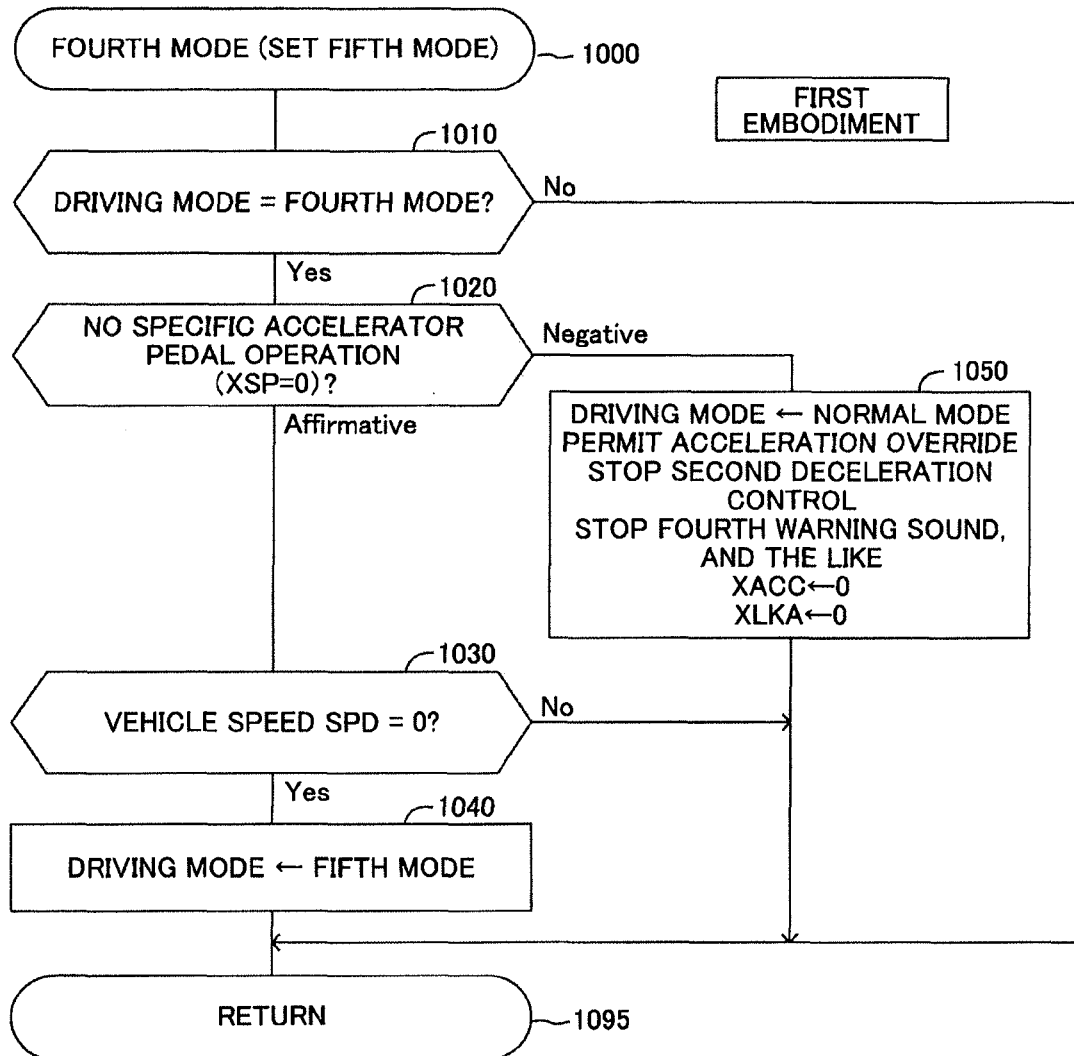 FOURTH MODE (SET FIFTH MODE)
1000
FIRST
EMBODIMENT
1010
DRIVING MODE = FOURTH MODE?
No
Yes
1020
NO SPECIFIC ACCELERATOR
PEDAL OPERATION
(XSP=0)?
Negative
Affirmative
1050
DRIVING MODE ← NORMAL MODE
PERMIT ACCELERATION OVERRIDE
STOP SECOND DECELERATION
CONTROL
STOP FOURTH WARNING SOUND,
AND THE LIKE
XACC←0
XLKA←0
1030
VEHICLE SPEED SPD = 0?
No
Yes
1040
DRIVING MODE ← FIFTH MODE
RETURN
1095